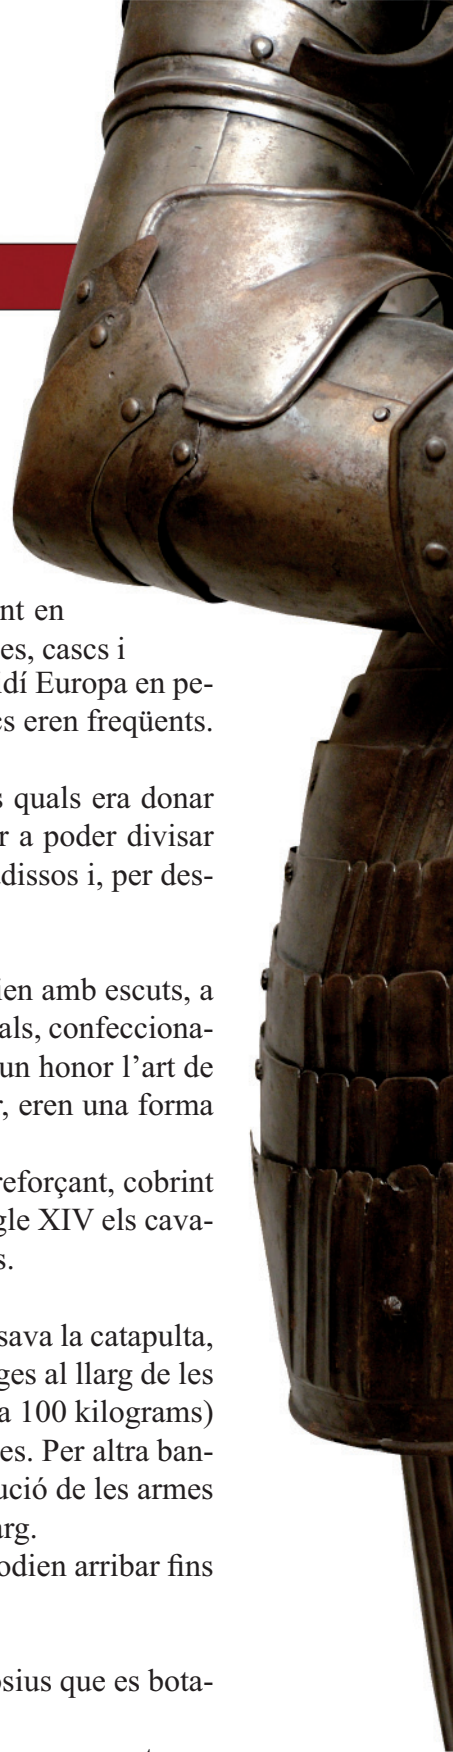 nt en
es, cascs i
dí Europa en pe-
cs eren freqüents.
s quals era donar
r a poder divisar
dissos i, per des-
ien amb escuts, a
als, confecciona-
un honor l’art de
r, eren una forma
reforçant, cobrint
gle XIV els cava-
s.
sava la catapulta,
ges al llarg de les
a 100 kilograms)
es. Per altra ban-
ució de les armes
arg.
odien arribar fins
osius que es bota-